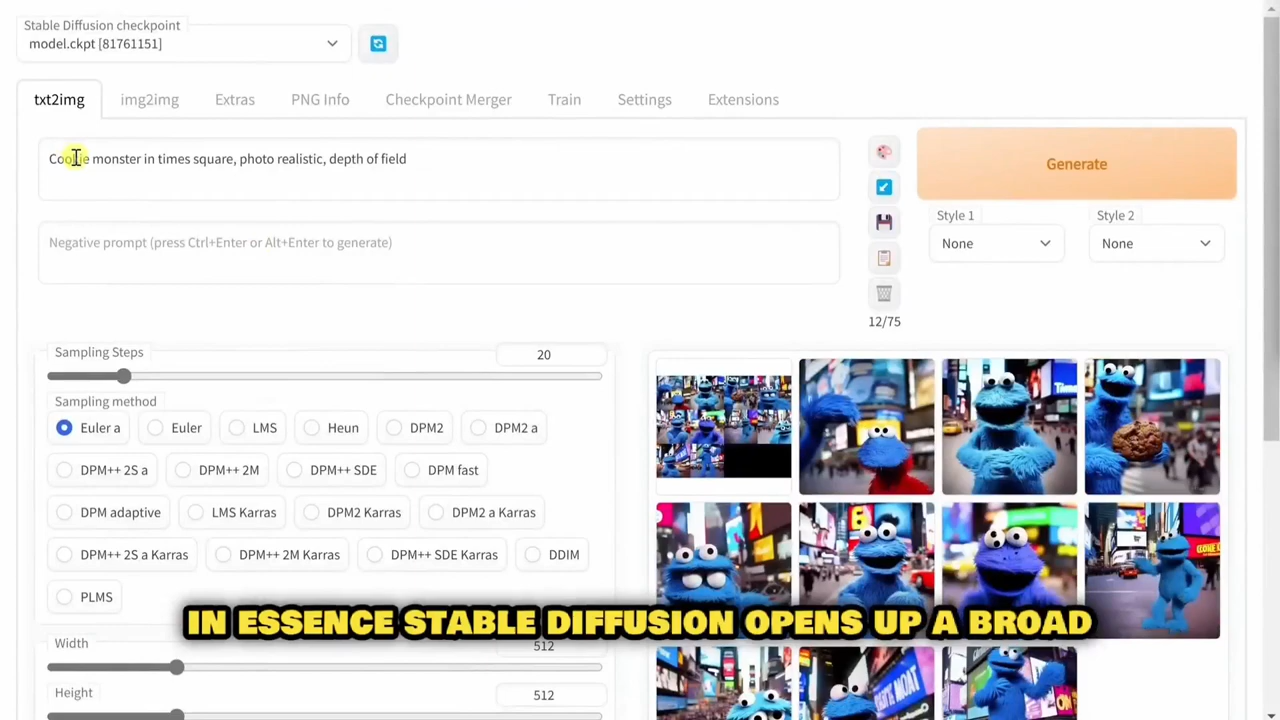 Stable Diffusion checkpoint
model.ckpt [81761151]
txt2img
img2img
Extras
PNG Info
Checkpoint Merger
Train
Settings
Extensions
Cookie monster in times square, photo realistic, depth of field
Negative prompt (press Ctrl+Enter or Alt+Enter to generate)
12/75
Generate
Style 1
None
Style 2
None
Sampling Steps
20
Sampling method
Euler a
Euler
LMS
Heun
DPM2
DPM2 a
DPM++ 2S a
DPM++ 2M
DPM++ SDE
DPM fast
DPM adaptive
LMS Karras
DPM2 Karras
DPM2 a Karras
DPM++ 2S a Karras
DPM++ 2M Karras
DPM++ SDE Karras
DDIM
PLMS
IN ESSENCE STABLE DIFFUSION OPENS UP A BROAD
Width
512
Height
512